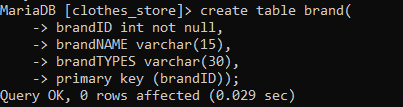 MariaDB [clothes_store]> create table brand(
-> brandID int not null,
-> brandNAME varchar(15),
-> brandTYPES varchar(30),
-> primary key (brandID));
Query OK, 0 rows affected (0.029 sec)